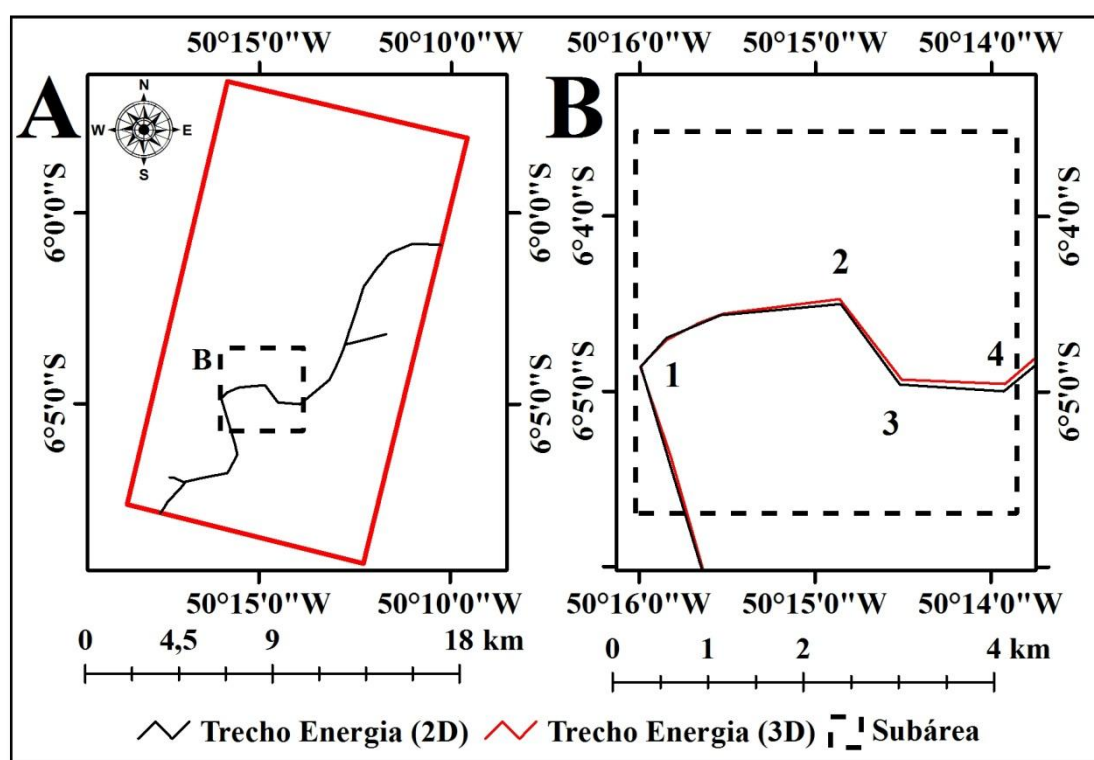 50°15'0"W 50°10'0"W 50°16'0"W 50°15'0"W 50°14'0"W
A
B
N
W
E
S
6°0'0"S
6°5'0"S
B
6°0'0"S
6°5'0"S
6°4'0"S
6°5'0"S
2
1
3
4
6°4'0"S
6°5'0"S
50°15'0"W 50°10'0"W 50°16'0"W 50°15'0"W 50°14'0"W
0 4,5 9 18 km
0 1 2 4 km
Trecho Energia (2D) Trecho Energia (3D) Subárea